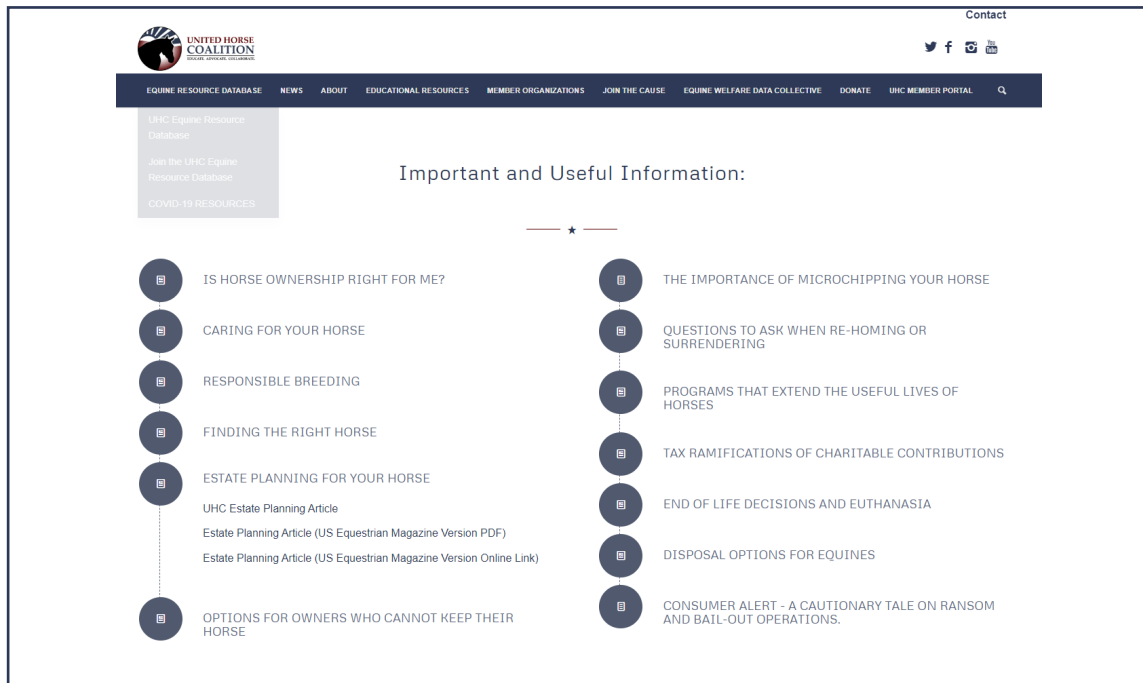 Contact
UNITED HORSE
COALITION
EDUCATE. ADVOCATE. COLLABORATE.
You
Tube
EQUINE RESOURCE DATABASE NEWS ABOUT EDUCATIONAL RESOURCES MEMBER ORGANIZATIONS JOIN THE CAUSE EQUINE WELFARE DATA COLLECTIVE DONATE UHC MEMBER PORTAL
UHC Equine Resource
Database
Join the UHC Equine
Resource Database
COVID-19 RESOURCES
Important and Useful Information:
IS HORSE OWNERSHIP RIGHT FOR ME?
CARING FOR YOUR HORSE
RESPONSIBLE BREEDING
FINDING THE RIGHT HORSE
ESTATE PLANNING FOR YOUR HORSE
UHC Estate Planning Article
Estate Planning Article (US Equestrian Magazine Version PDF)
Estate Planning Article (US Equestrian Magazine Version Online Link)
OPTIONS FOR OWNERS WHO CANNOT KEEP THEIR
HORSE
THE IMPORTANCE OF MICROCHIPPING YOUR HORSE
QUESTIONS TO ASK WHEN RE-HOMING OR
SURRENDERING
PROGRAMS THAT EXTEND THE USEFUL LIVES OF
HORSES
TAX RAMIFICATIONS OF CHARITABLE CONTRIBUTIONS
END OF LIFE DECISIONS AND EUTHANASIA
DISPOSAL OPTIONS FOR EQUINES
CONSUMER ALERT - A CAUTIONARY TALE ON RANSOM
AND BAIL-OUT OPERATIONS.